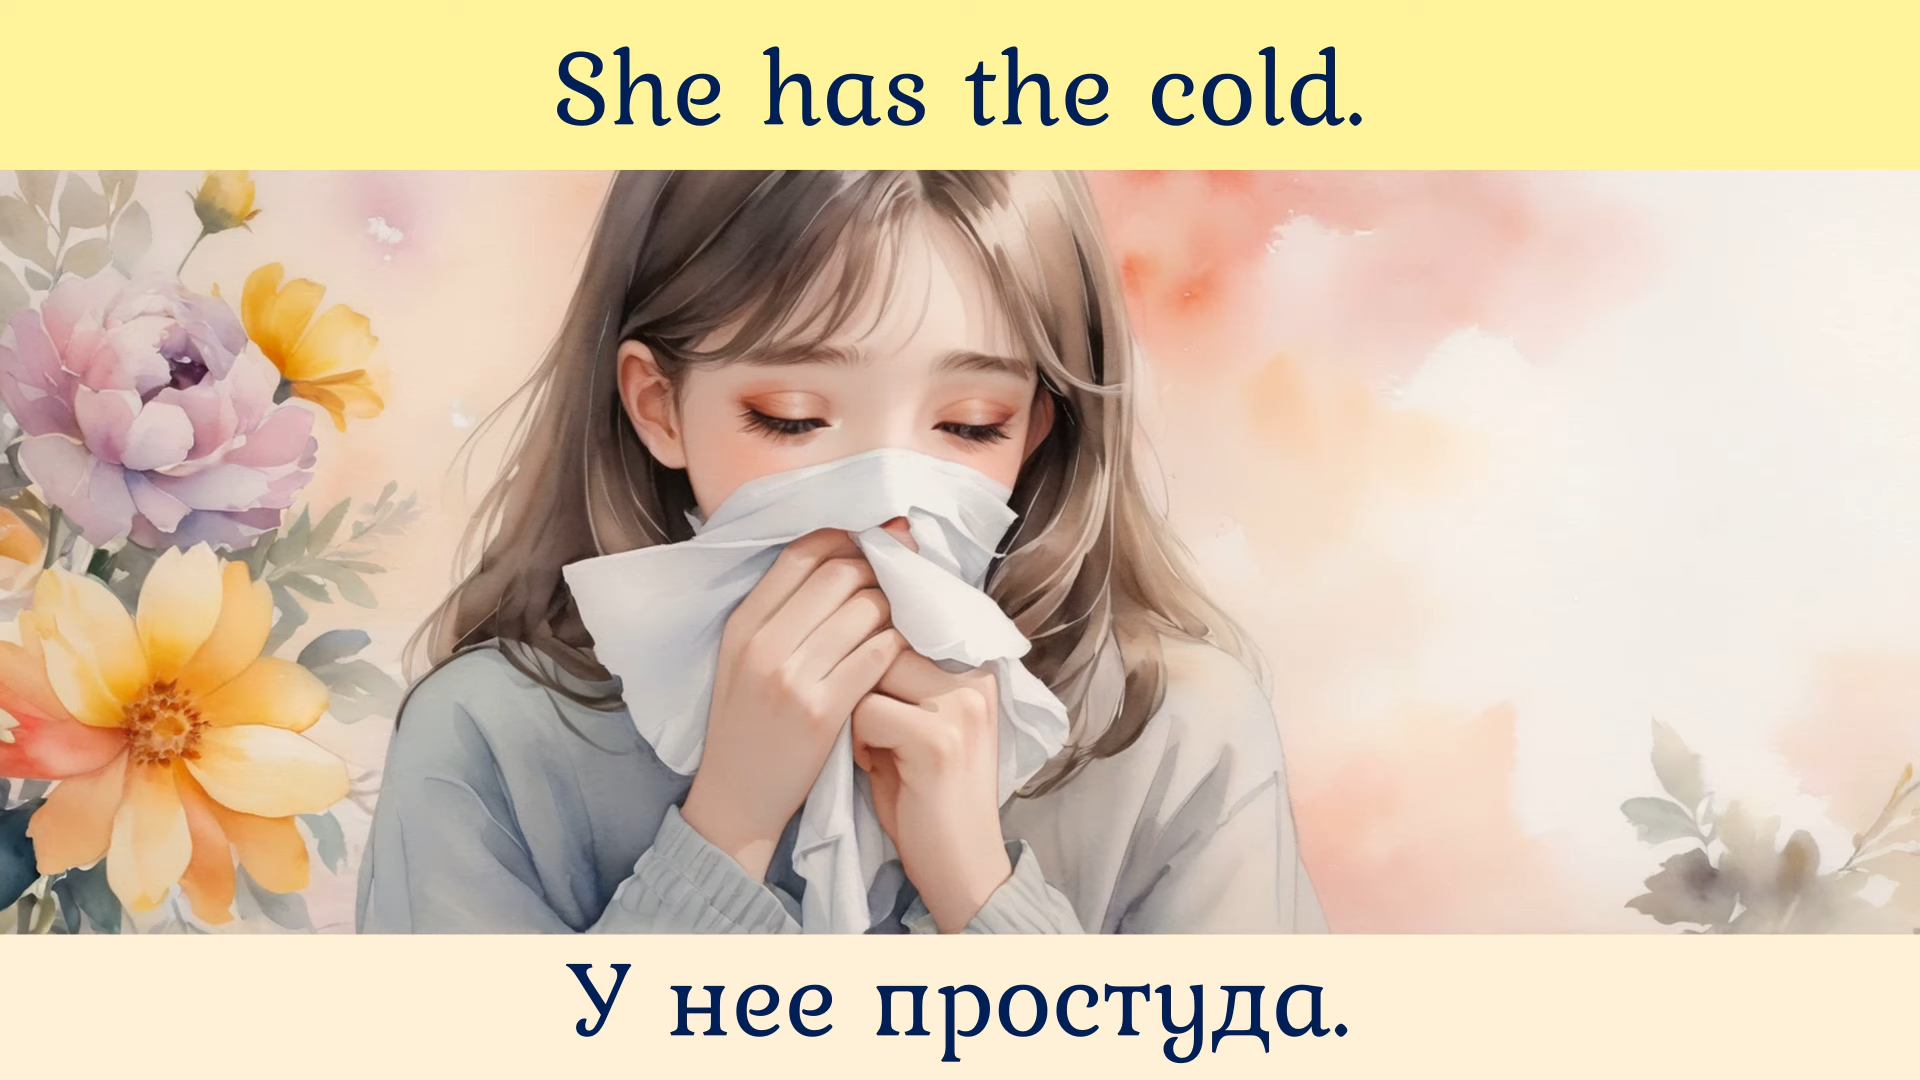 She has the cold.
У нее простуда.